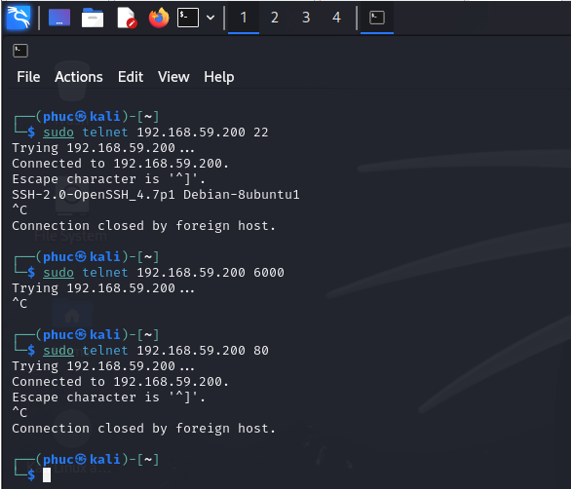 1 2 3 4
File Actions Edit View Help
┌──(phuc㉿kali)-[~]
└─$ sudo telnet 192.168.59.200 22
Trying 192.168.59.200...
Connected to 192.168.59.200.
Escape character is '^]'.
SSH-2.0-OpenSSH_4.7p1 Debian-8ubuntu1
^C
Connection closed by foreign host.
┌──(phuc㉿kali)-[~]
└─$ sudo telnet 192.168.59.200 6000
Trying 192.168.59.200...
^C
┌──(phuc㉿kali)-[~]
└─$ sudo telnet 192.168.59.200 80
Trying 192.168.59.200...
Connected to 192.168.59.200.
Escape character is '^]'.
^C
Connection closed by foreign host.
┌──(phuc㉿kali)-[~]
└─$